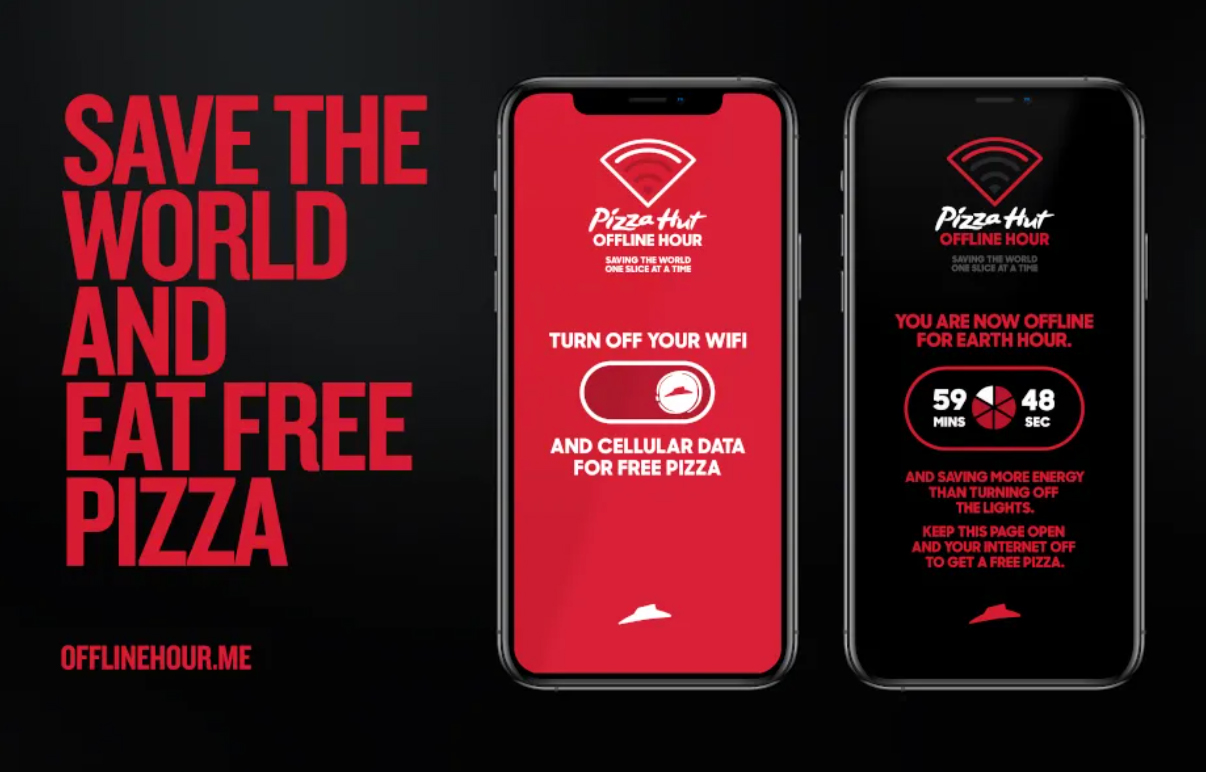 SAVE THE
WORLD
AND
EAT FREE
PIZZA
OFFLINEHOUR.ME
Pizza Hut
OFFLINE HOUR
SAVING THE WORLD
ONE SLICE AT A TIME
TURN OFF YOUR WIFI
AND CELLULAR DATA
FOR FREE PIZZA
Pizza Hut
OFFLINE HOUR
SAVING THE WORLD
ONE SLICE AT A TIME
YOU ARE NOW OFFLINE
FOR EARTH HOUR.
59 48
MINS SEC
AND SAVING MORE ENERGY
THAN TURNING OFF
THE LIGHTS.
KEEP THIS PAGE OPEN
AND YOUR INTERNET OFF
TO GET A FREE PIZZA.